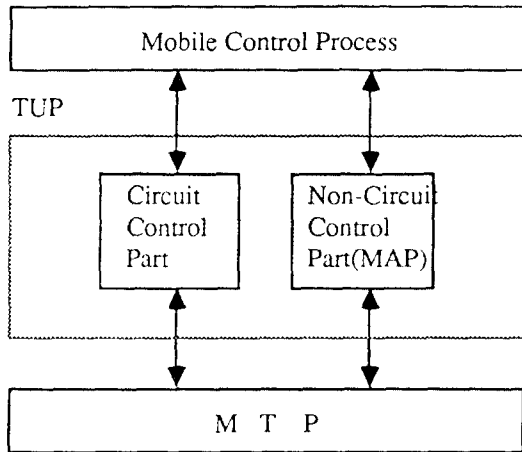 Mobile Control Process
TUP
Circuit
Control
Part
Non-Circuit
Control
Part(MAP)
M T P